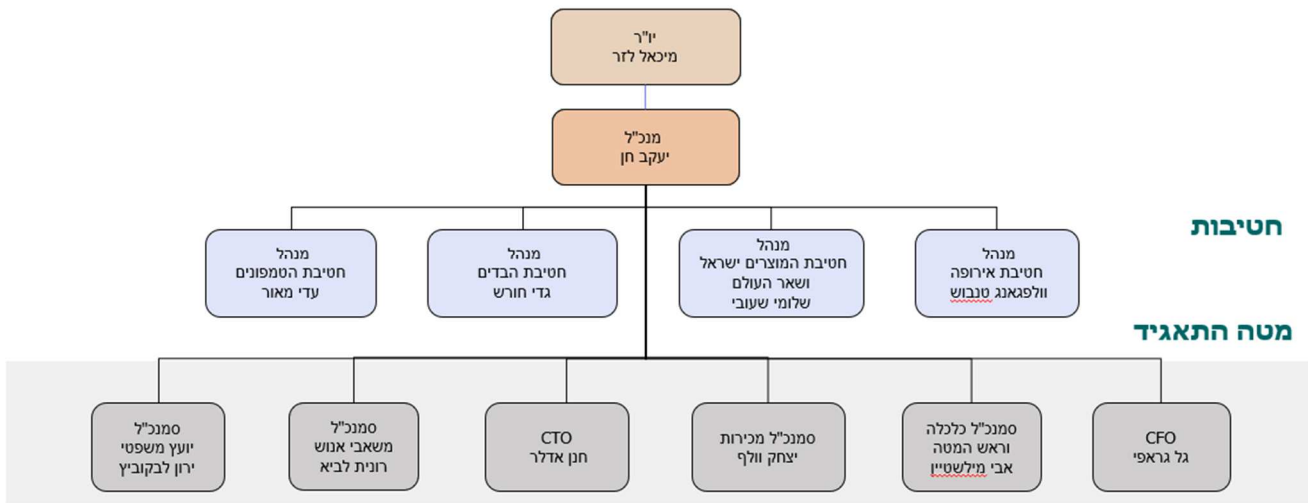 יו"ר
מיכאל לזר
מנכ"ל
יעקב חן
חטיבות
מנהל
חטיבת אירופה
וולפגאנג טנבוש
מנהל
חטיבת המוצרים ישראל
ושאר העולם
שלומי שעובי
מנהל
חטיבת הבדים
גדי חורש
מנהל
חטיבת הטמפונים
עדי מאור
מטה התאגיד
CFO
גל גראפי
סמנכ"ל כלכלה
וראש המטה
אבי מילשטיין
סמנכ"ל מכירות
יצחק וולף
CTO
חנן אדלר
סמנכ"ל
משאבי אנוש
רונית לביא
סמנכ"ל
יועץ משפטי
ירון לבקוביץ